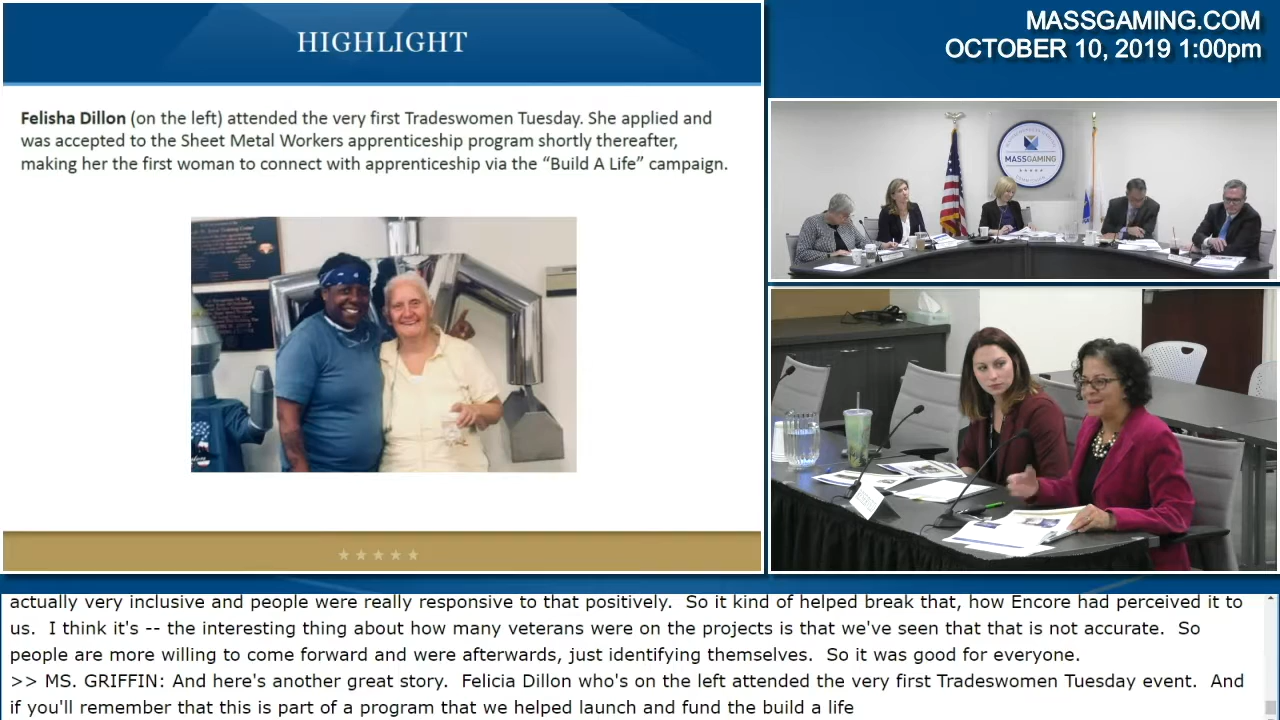 HIGHLIGHT
Felisha Dillon (on the left) attended the very first Tradeswomen Tuesday. She applied and
was accepted to the Sheet Metal Workers apprenticeship program shortly thereafter,
making her the first woman to connect with apprenticeship via the “Build A Life” campaign.
MASSGAMING.COM
OCTOBER 10, 2019 1:00pm
MASSGAMING
actually very inclusive and people were really responsive to that positively.  So it kind of helped break that, how Encore had perceived it to
us.  I think it's -- the interesting thing about how many veterans were on the projects is that we've seen that that is not accurate.  So
people are more willing to come forward and were afterwards, just identifying themselves.  So it was good for everyone.
>> MS. GRIFFIN: And here's another great story.  Felicia Dillon who's on the left attended the very first Tradeswomen Tuesday event.  And
if you'll remember that this is part of a program that we helped launch and fund the build a life